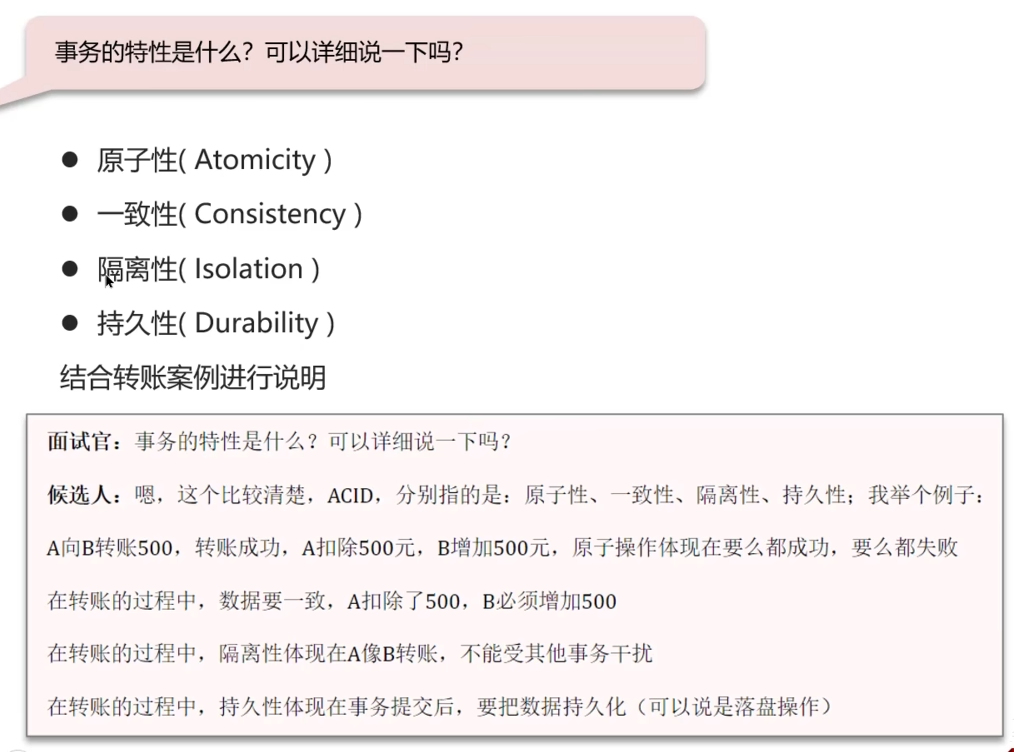 事务的特性是什么？可以详细说一下吗？
● 原子性( Atomicity )
● 一致性( Consistency )
● 隔离性( Isolation )
● 持久性( Durability )
结合转账案例进行说明
面试官：事务的特性是什么？可以详细说一下吗？
候选人：嗯，这个比较清楚，ACID，分别指的是：原子性、一致性、隔离性、持久性；我举个例子：
A向B转账500，转账成功，A扣除500元，B增加500元，原子操作体现在要么都成功，要么都失败
在转账的过程中，数据要一致，A扣除了500，B必须增加500
在转账的过程中，隔离性体现在A像B转账，不能受其他事务干扰
在转账的过程中，持久性体现在事务提交后，要把数据持久化（可以说是落盘操作）